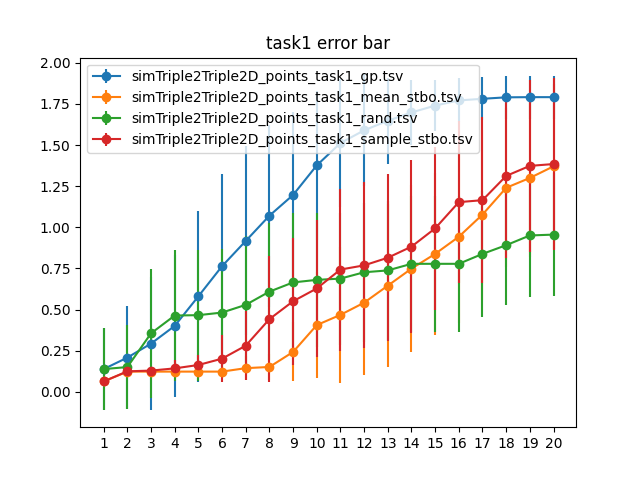 task1 error bar
simTriple2Triple2D_points_task1_gp.tsv
simTriple2Triple2D_points_task1_mean_stbo.tsv
simTriple2Triple2D_points_task1_rand.tsv
simTriple2Triple2D_points_task1_sample_stbo.tsv
2.00
1.75
1.50
1.25
1.00
0.75
0.50
0.25
0.00
1 2 3 4 5 6 7 8 9 10 11 12 13 14 15 16 17 18 19 20